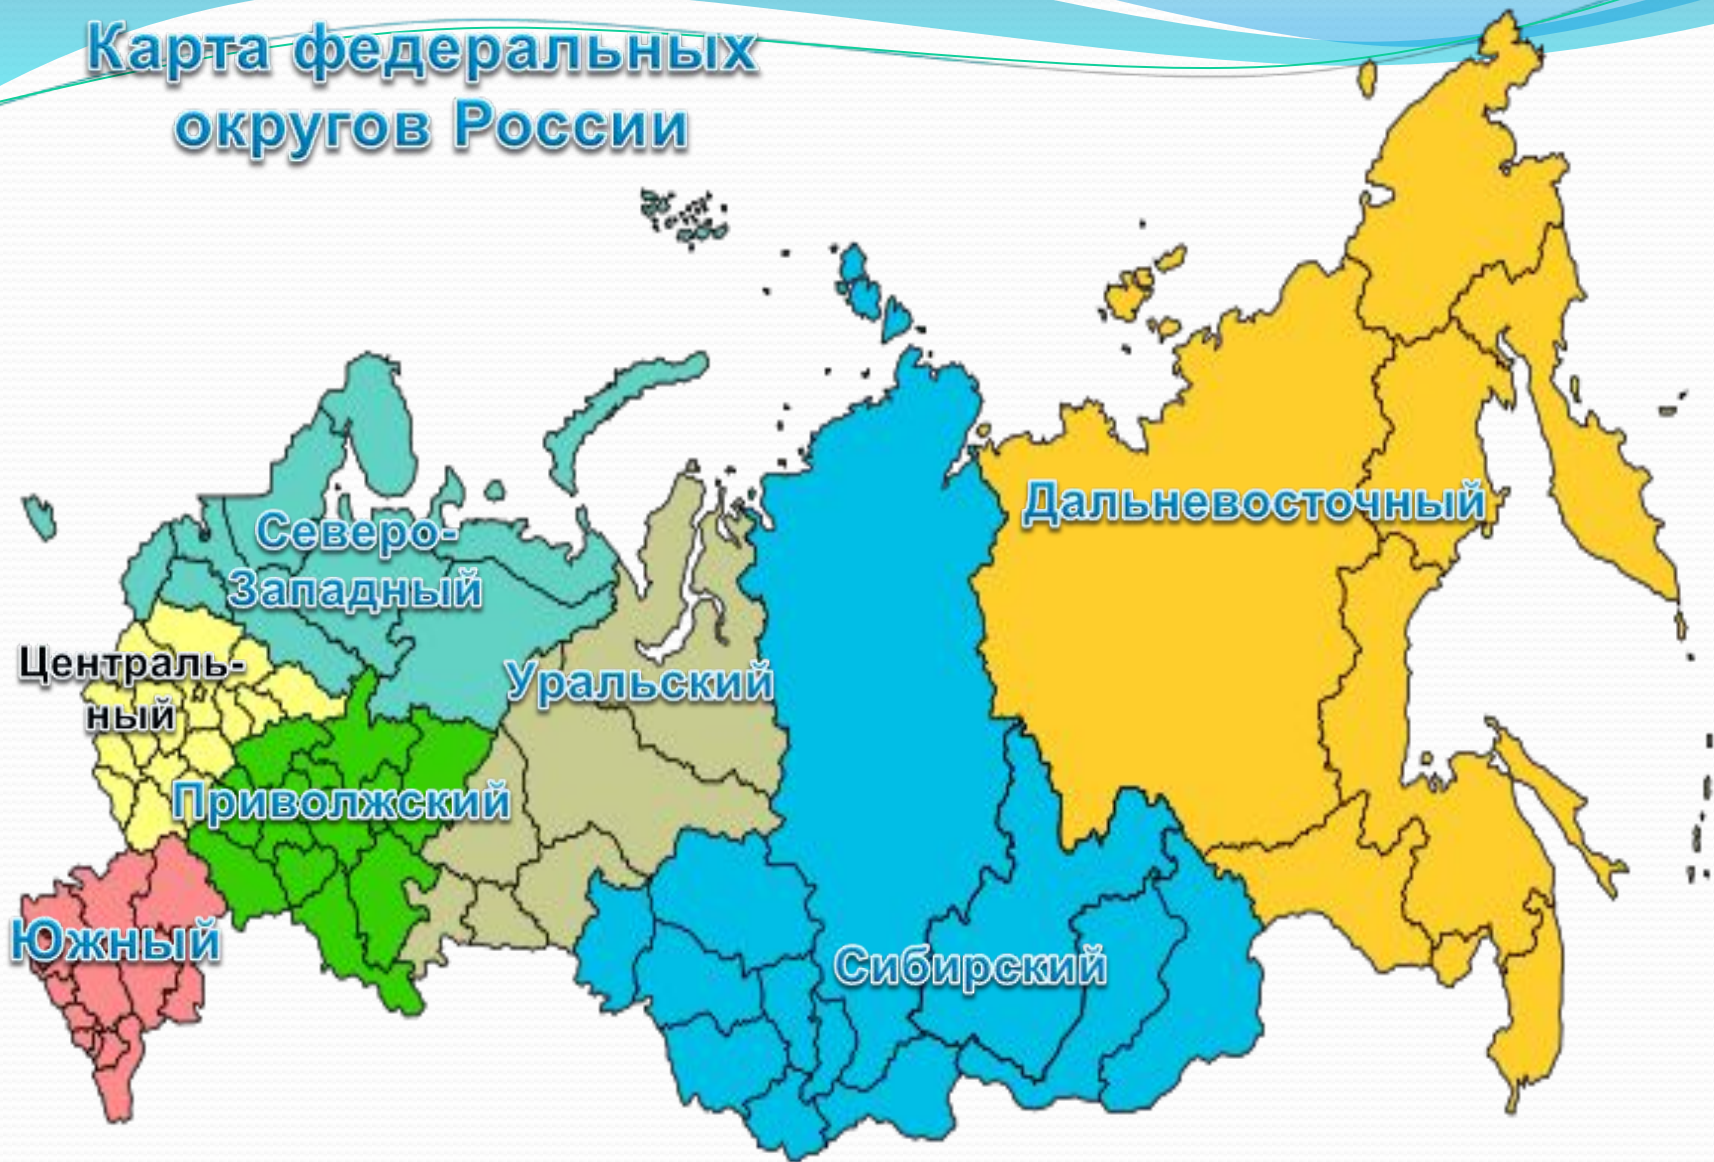 Карта федеральных
округов России
Северо-
Западный
Дальневосточный
Централь-
ный
Уральский
Приволжский
Южный
Сибирский